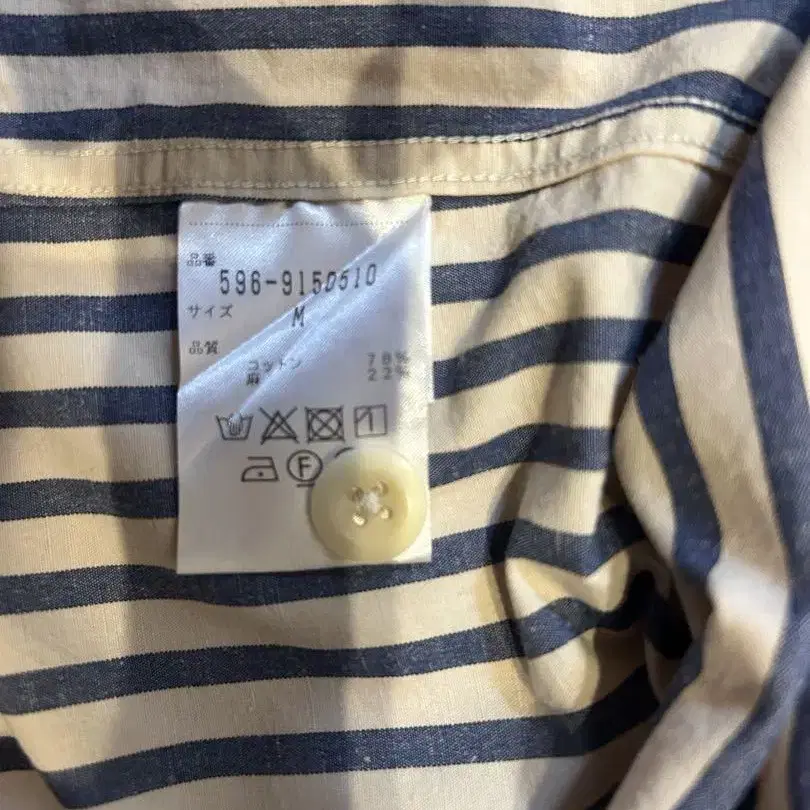 品番
596-9150510
サイズ
M
品質
コットン 78%
麻 22%
F